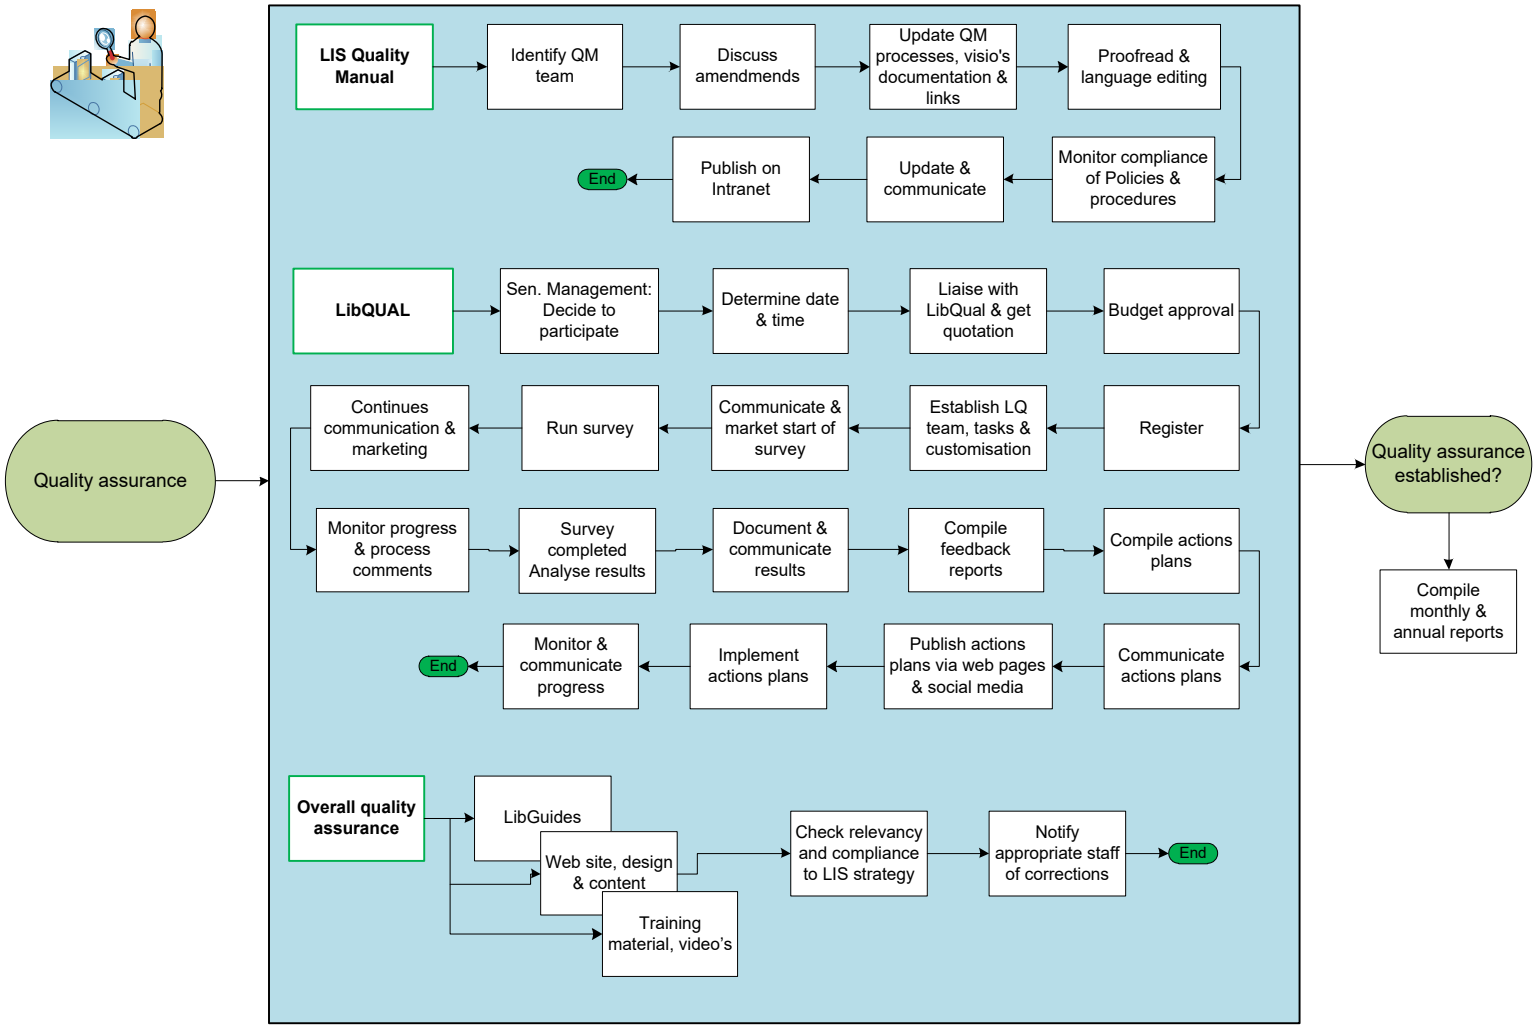 LIS Quality
Manual
Identify QM
team
Discuss
amendmends
Update QM
processes, visio's
documentation &
links
Proofread &
language editing
Monitor compliance
of Policies &
procedures
Update &
communicate
Publish on
Intranet
End
LibQUAL
Sen. Management:
Decide to
participate
Determine date
& time
Liaise with
LibQual & get
quotation
Budget approval
Register
Establish LQ
team, tasks &
customisation
Communicate &
market start of
survey
Run survey
Continues
communication &
marketing
Monitor progress
& process
comments
Survey
completed
Analyse results
Document &
communicate
results
Compile
feedback
reports
Compile actions
plans
Communicate
actions plans
Publish actions
plans via web pages
& social media
Implement
actions plans
Monitor &
communicate
progress
End
Overall quality
assurance
LibGuides
Web site, design
& content
Training
material, video’s
Check relevancy
and compliance
to LIS strategy
Notify
appropriate staff
of corrections
End
Quality assurance
Quality assurance
established?
Compile
monthly &
annual reports